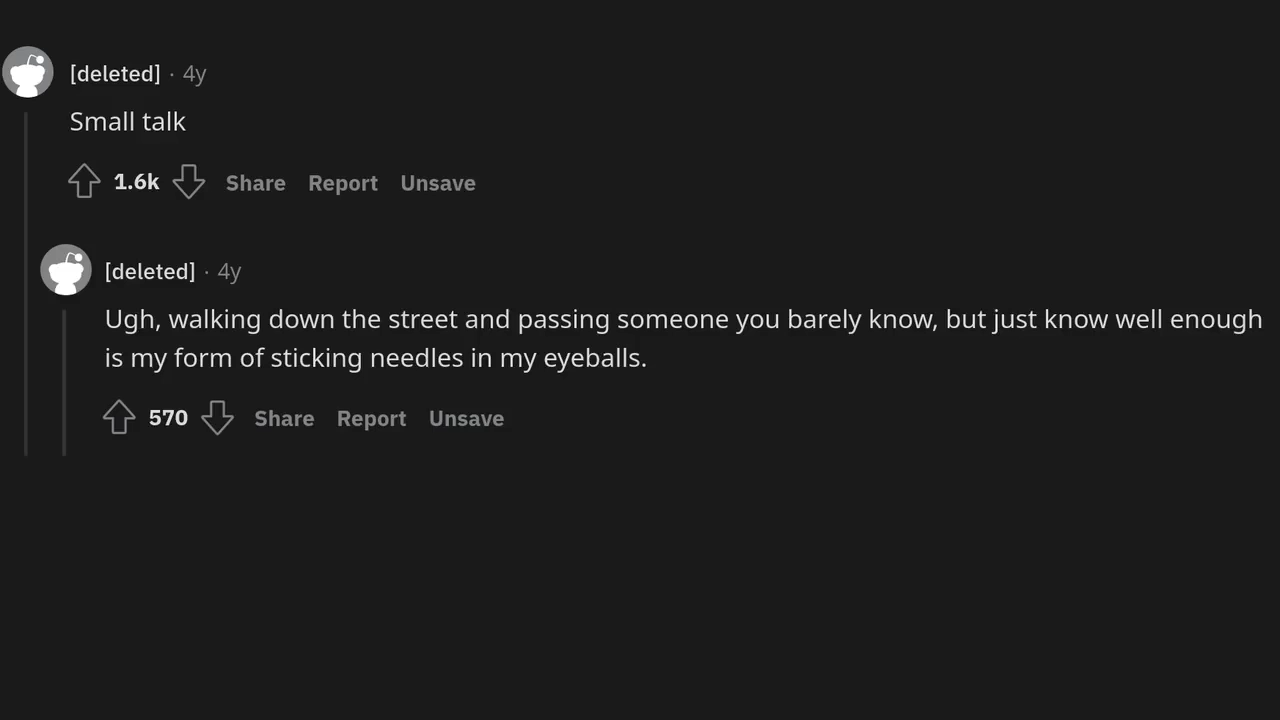 [deleted] · 4y
Small talk
1.6k Share Report Unsave
[deleted] · 4y
Ugh, walking down the street and passing someone you barely know, but just know well enough
is my form of sticking needles in my eyeballs.
570 Share Report Unsave